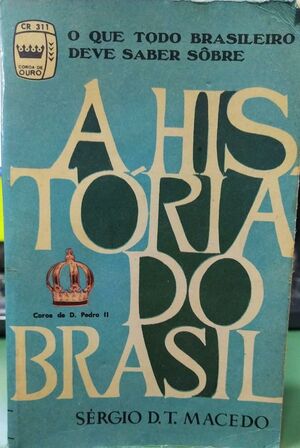 CR 311
COROA DE
OURO
O QUE TODO BRASILEIRO
DEVE SABER SÔBRE
A HIS
TÓRIA
DO
BRASIL
Coroa de D. Pedro II
SÉRGIO D. T. MACEDO